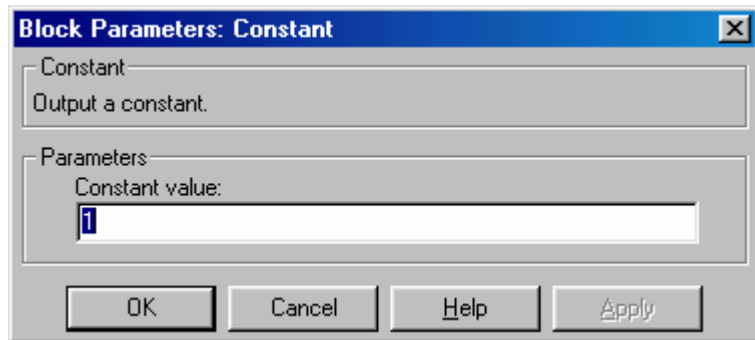 Block Parameters: Constant
Constant
Output a constant.
Parameters
Constant value:
1
OK Cancel Help Apply